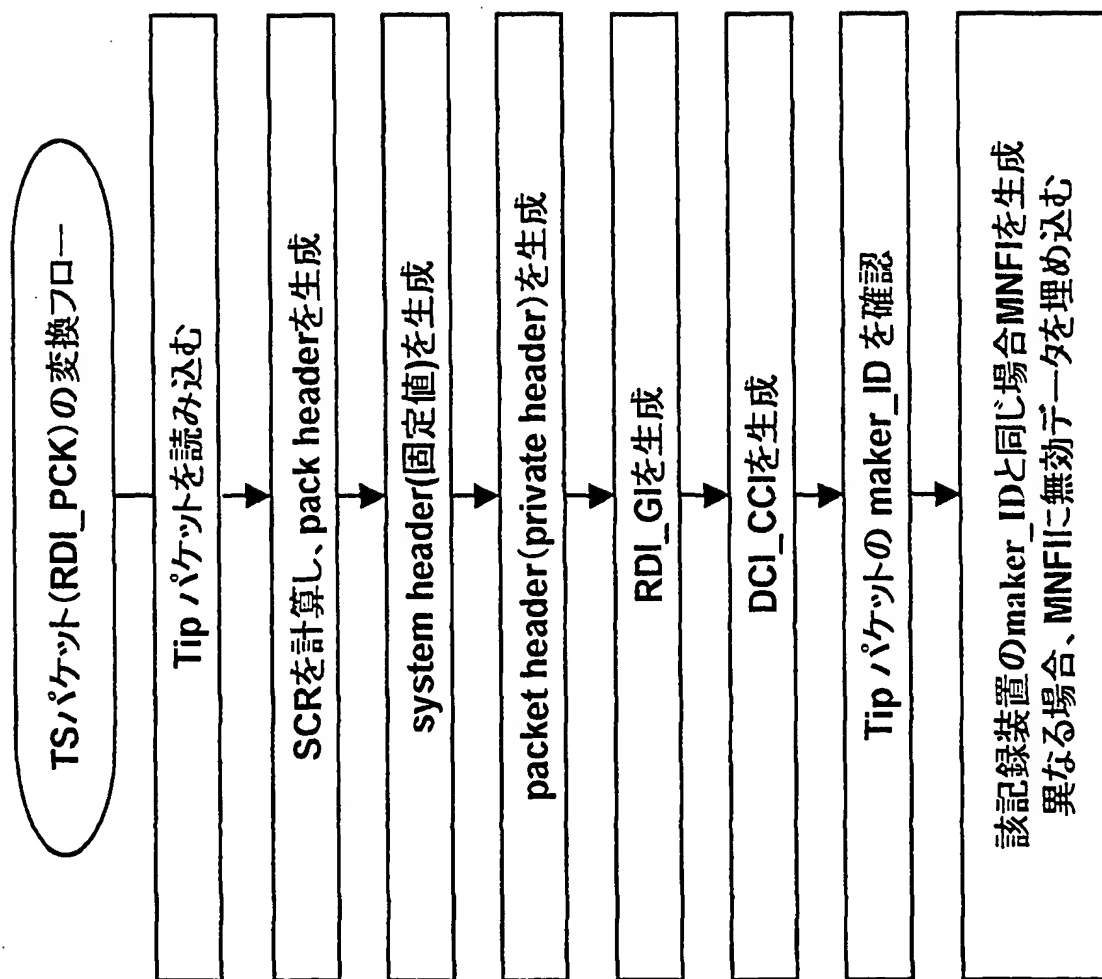 TSパケット(RDI_PCK)の変換フロー
Tip パケットを読み込む
SCRを計算し、pack headerを生成
system header(固定値)を生成
packet header(private header)を生成
RDI_GIを生成
DCI_CCIを生成
Tip パケットの maker_ID を確認
該記録装置のmaker_IDと同じ場合MNFIを生成
異なる場合、MNFIに無効データを埋め込む